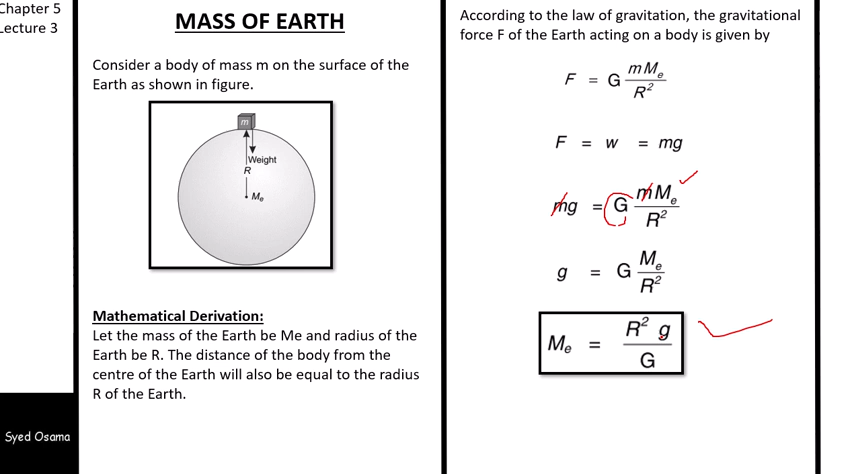 Chapter 5
Lecture 3
MASS OF EARTH
Consider a body of mass m on the surface of the
Earth as shown in figure.
m
Weight
R
Me
Mathematical Derivation:
Let the mass of the Earth be Me and radius of the
Earth be R. The distance of the body from the
centre of the Earth will also be equal to the radius
R of the Earth.
According to the law of gravitation, the gravitational
force F of the Earth acting on a body is given by
F = G mMe / R²
F = w = mg
mg = G mMe / R²
g = G Me / R²
Me = R² g / G
Syed Osama